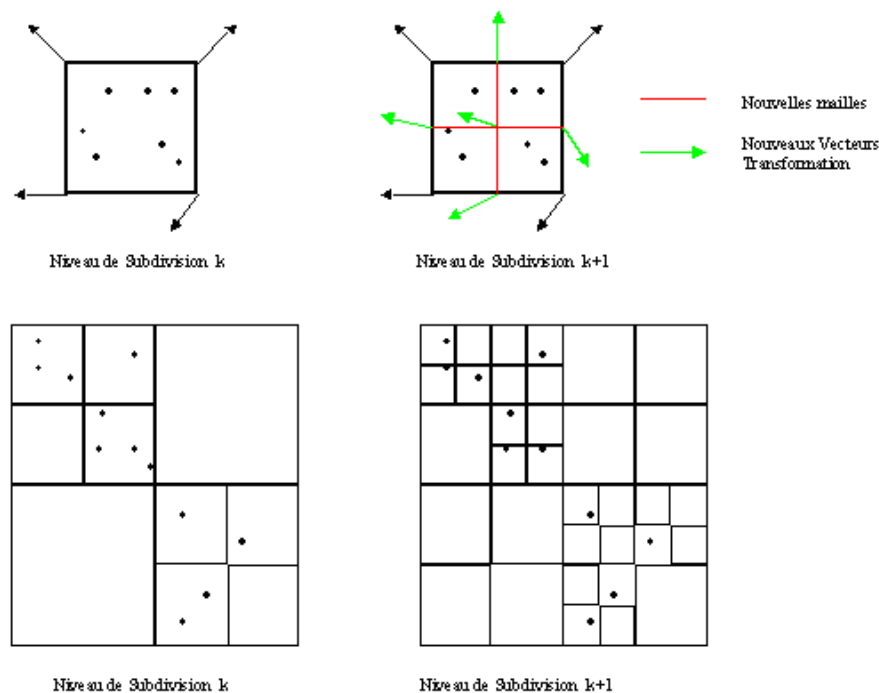 Nouvelles mailles
Nouveaux Vecteurs
Transformation
Niveau de Subdivision k
Niveau de Subdivision k+1
Niveau de Subdivision k
Niveau de Subdivision k+1